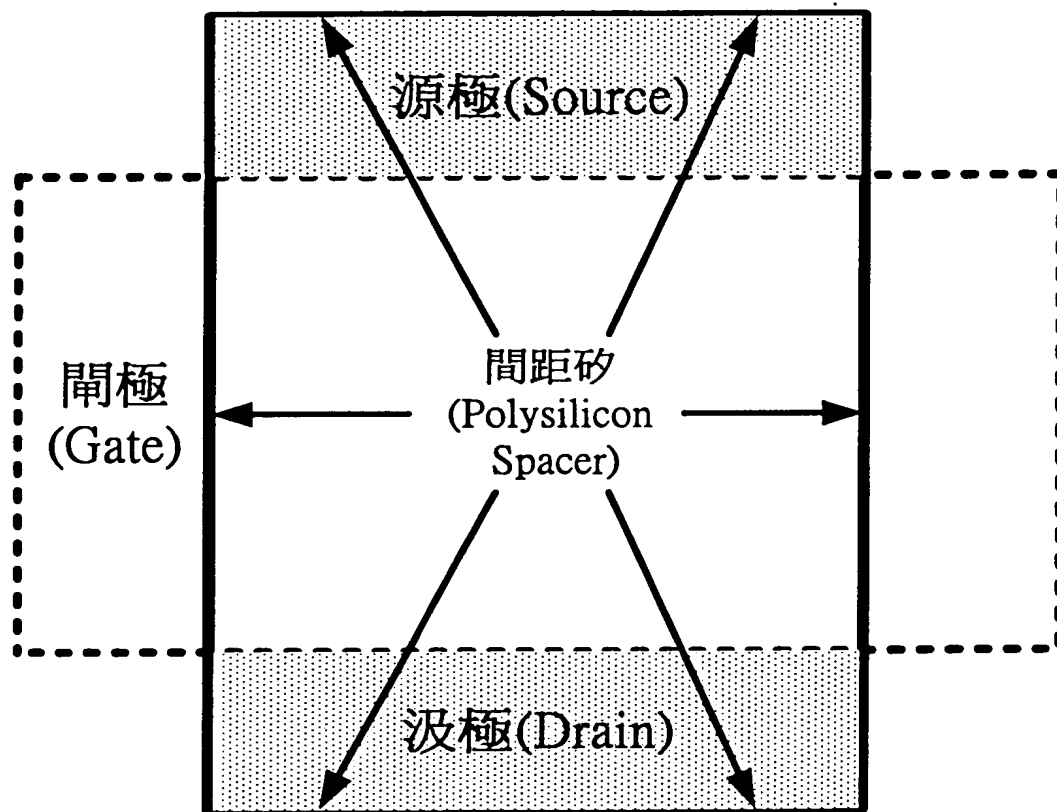 源極(Source)
閘極
(Gate)
間距矽
(Polysilicon
Spacer)
汲極(Drain)